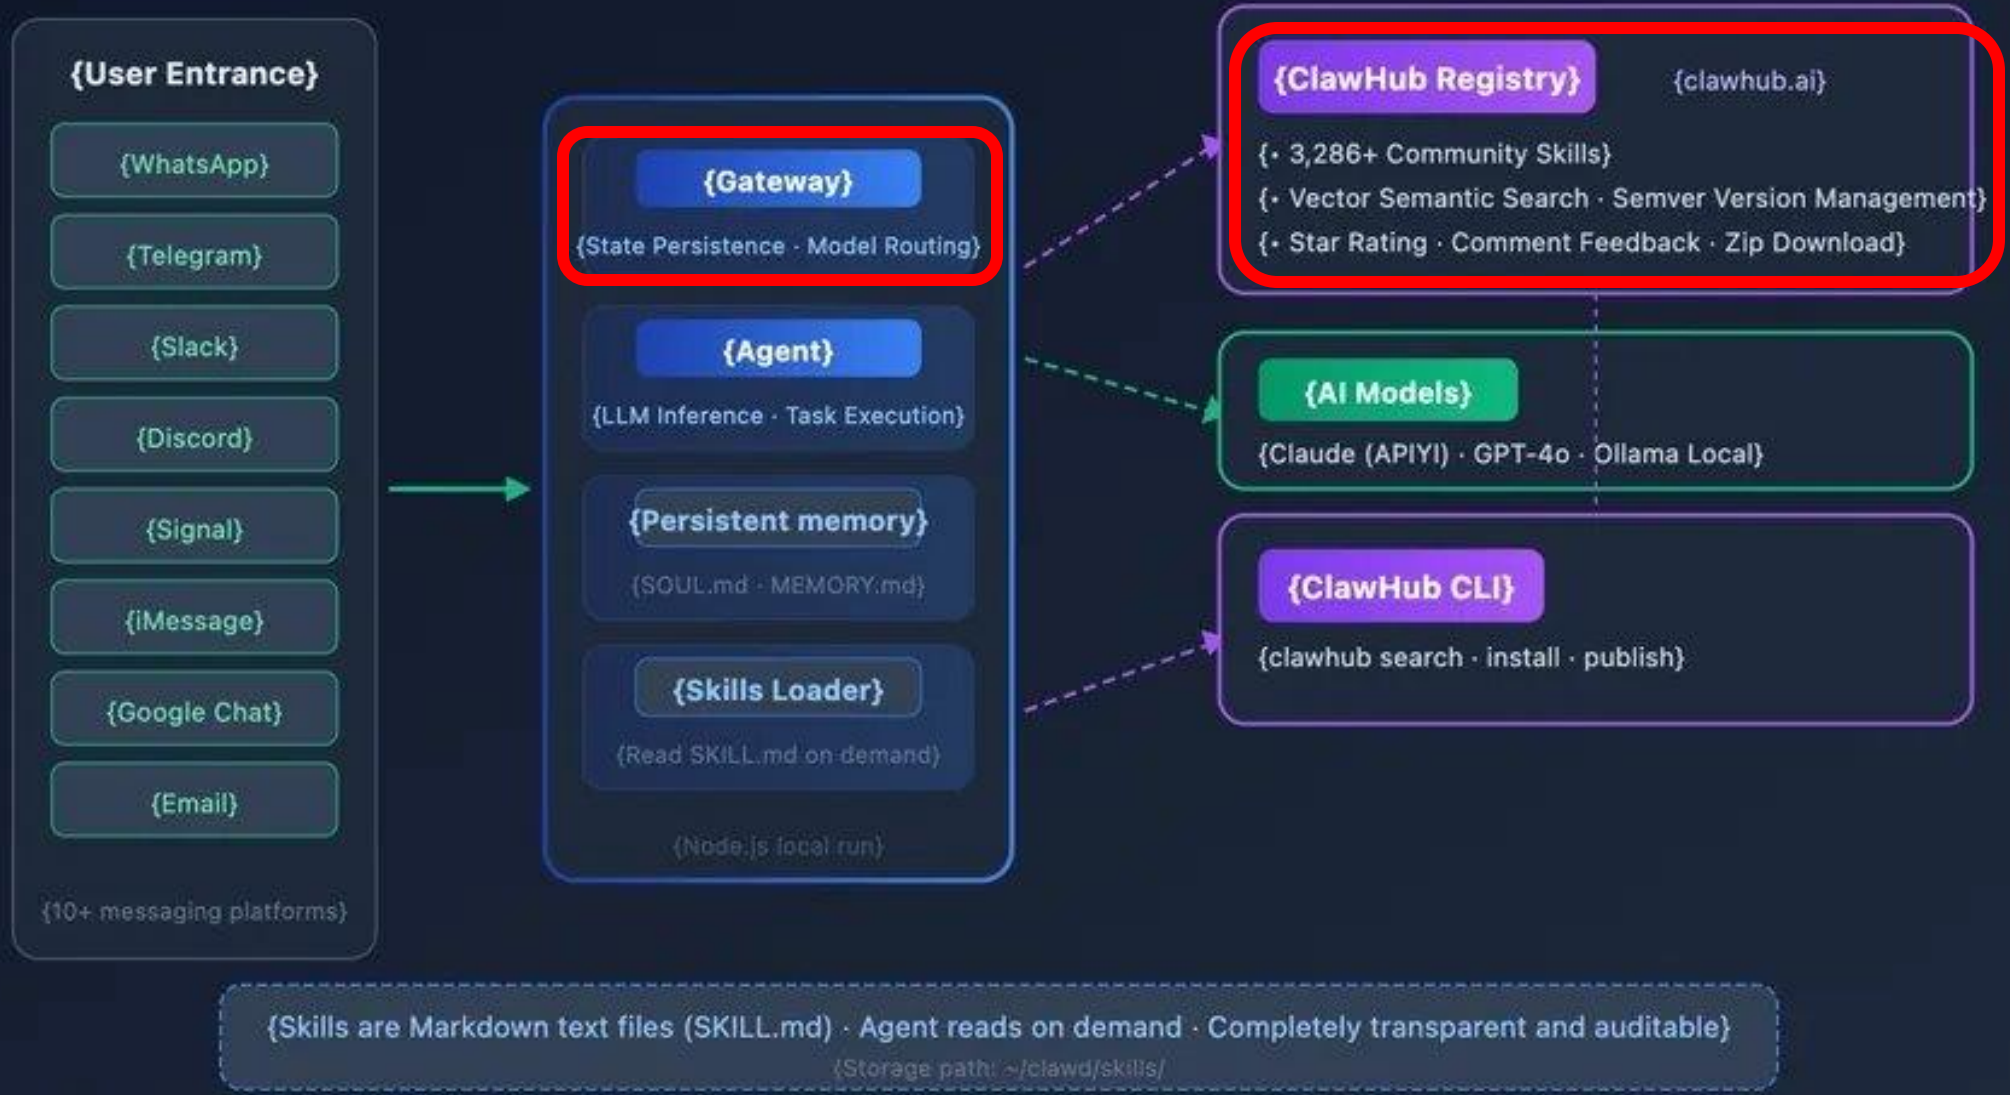 {User Entrance}
{WhatsApp}
{Telegram}
{Slack}
{Discord}
{Signal}
{iMessage}
{Google Chat}
{Email}
{10+ messaging platforms}
{Gateway}
{State Persistence · Model Routing}
{Agent}
{LLM Inference · Task Execution}
{Persistent memory}
{SOUL.md · MEMORY.md}
{Skills Loader}
{Read SKILL.md on demand}
{Node.js local run}
{ClawHub Registry}
{clawhub.ai}
{• 3,286+ Community Skills}
{• Vector Semantic Search · Semver Version Management}
{• Star Rating · Comment Feedback · Zip Download}
{AI Models}
{Claude (APIYI) · GPT-4o · Ollama Local}
{ClawHub CLI}
{clawhub search · install · publish}
{Skills are Markdown text files (SKILL.md) · Agent reads on demand · Completely transparent and auditable}
{Storage path: ~/clawd/skills/